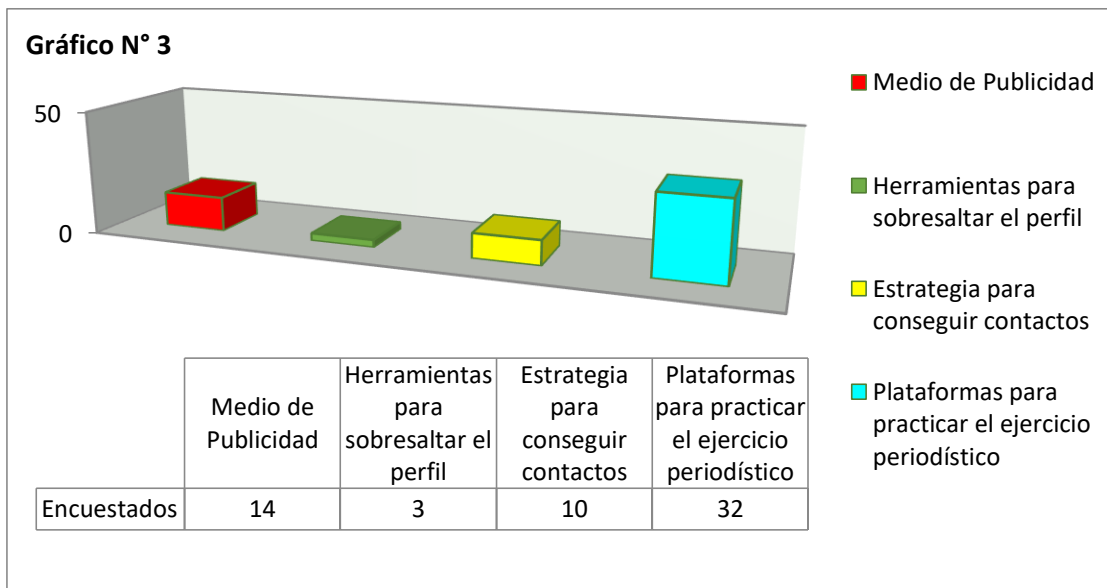 Gráfico N° 3
50
0
Medio de Publicidad
Herramientas para
sobresaltar el perfil
Estrategia para
conseguir contactos
Plataformas para
practicar el ejercicio
periodístico
Medio de
Publicidad
Herramientas
para
sobresaltar el
perfil
Estrategia
para
conseguir
contactos
Plataformas
para practicar
el ejercicio
periodístico
Encuestados 14 3 10 32